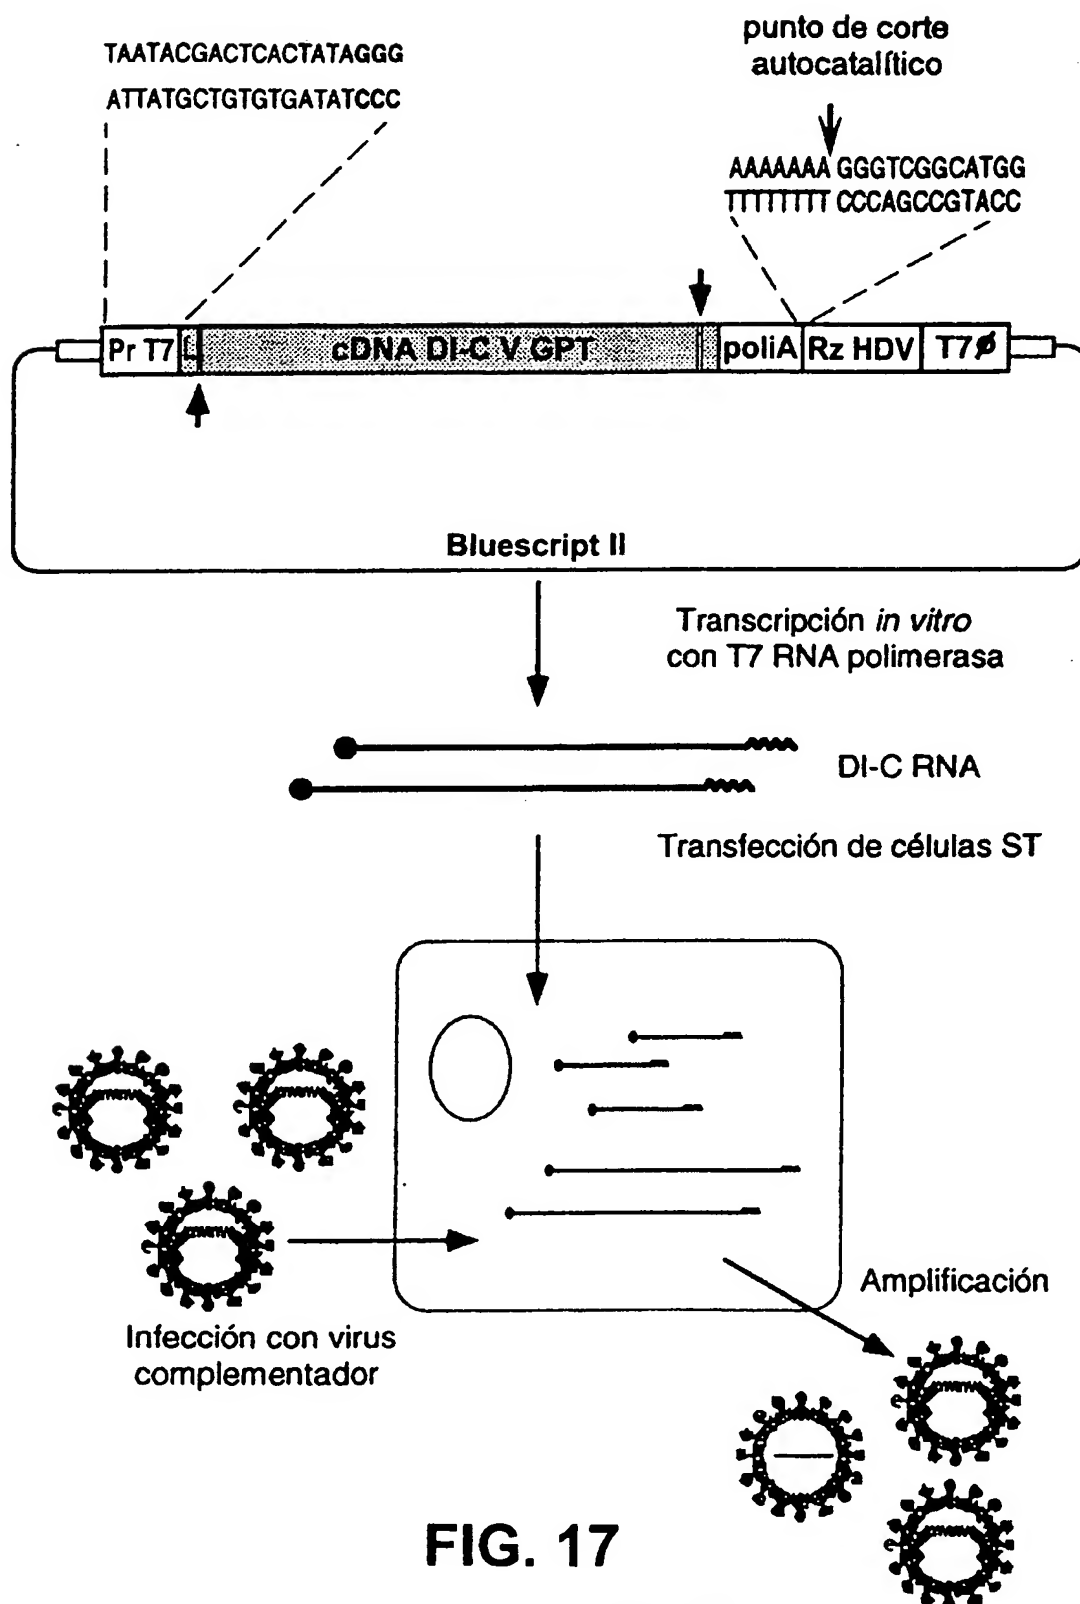 TAATACGACTCACTATAGGG
ATTATGCTGTGTGATATCCC
punto de corte
autocatalítico
AAAAAAA GGGTCGGCATGG
TTTTTTTT CCCAGCCGTACC
Pr T7 L cDNA DI-C V GPT poliA Rz HDV T7ø
Bluescript II
Transcripción in vitro
con T7 RNA polimerasa
DI-C RNA
Transfección de células ST
Amplificación
Infección con virus
complementador
FIG. 17